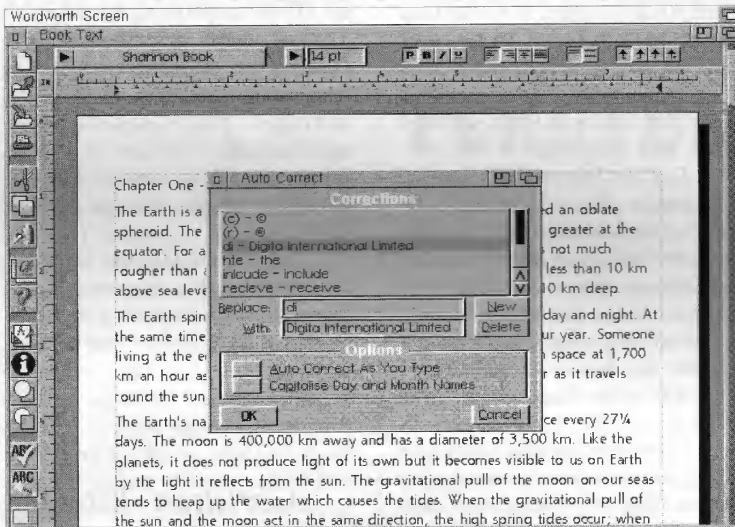 Wordworth Screen
Book Text
Shannon Book 14 pt P B I U
Chapter One -
The Earth is a
ed an oblate
spheroid. The
greater at the
equator. For a
not much
rougher than
less than 10 km
above sea leve
10 km deep.
The Earth spin
day and night. At
the same time
ur year. Someone
living at the e
space at 1,700
km an hour as
r as it travels
round the sun
The Earth's na
ce every 27¼
days. The moon is 400,000 km away and has a diameter of 3,500 km. Like the
planets, it does not produce light of its own but it becomes visible to us on Earth
by the light it reflects from the sun. The gravitational pull of the moon on our seas
tends to heap up the water which causes the tides. When the gravitational pull of
the sun and the moon act in the same direction, the high spring tides occur; when
Auto Correct
Corrections
(c) - ©
(r) - ®
di - Digita International Limited
hte - the
inlcude - include
recieve - receive
Replace: di New
With: Digita International Limited Delete
Options
Auto Correct As You Type
Capitalise Day and Month Names
OK Cancel
ABC